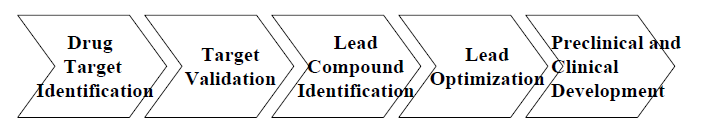 Drug
Target
Identification
Target
Validation
Lead
Compound
Identification
Lead
Optimization
Preclinical and
Clinical
Development